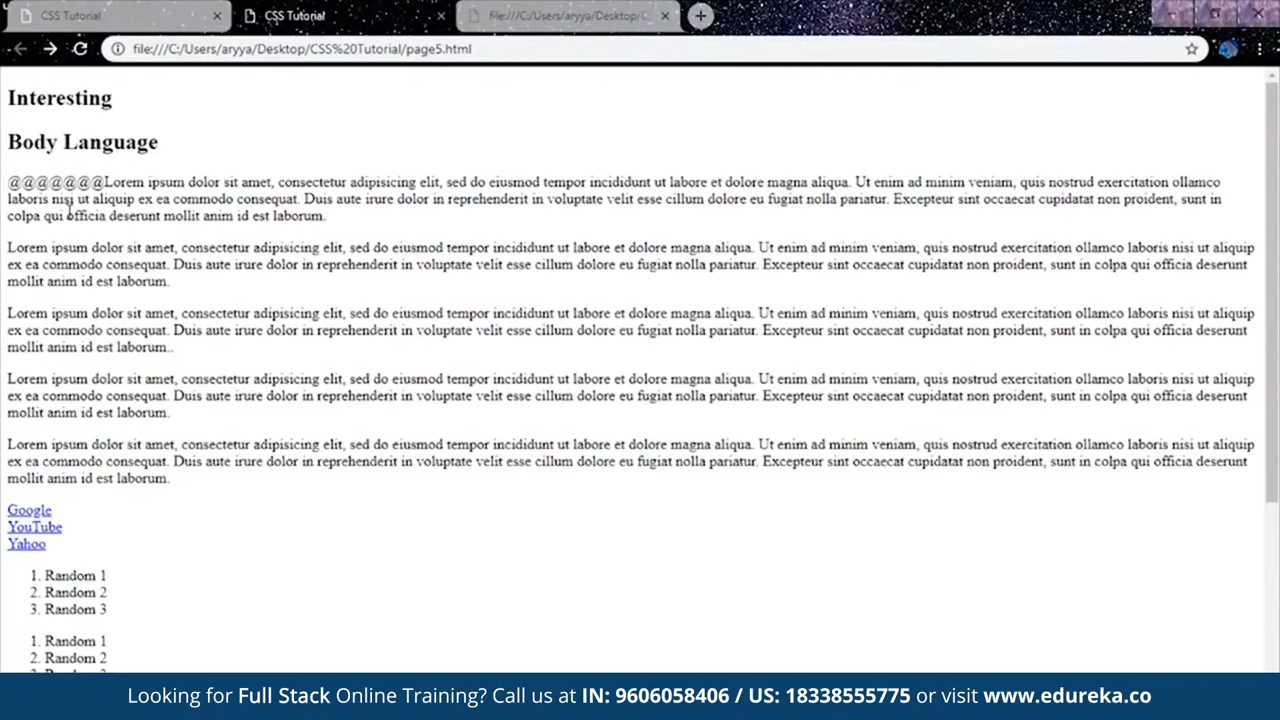 CSS Tutorial
CSS Tutorial
file:///C:/Users/aryya/Desktop/C
file:///C:/Users/aryya/Desktop/CSS%20Tutorial/page5.html
Interesting
Body Language
@@@@@@@Lorem ipsum dolor sit amet, consectetur adipisicing elit, sed do eiusmod tempor incididunt ut labore et dolore magna aliqua. Ut enim ad minim veniam, quis nostrud exercitation ollamco
laboris nisi ut aliquip ex ea commodo consequat. Duis aute irure dolor in reprehenderit in voluptate velit esse cillum dolore eu fugiat nolla pariatur. Excepteur sint occaecat cupidatat non proident, sunt in
colpa qui officia deserunt mollit anim id est laborum.
Lorem ipsum dolor sit amet, consectetur adipisicing elit, sed do eiusmod tempor incididunt ut labore et dolore magna aliqua. Ut enim ad minim veniam, quis nostrud exercitation ollamco laboris nisi ut aliquip
ex ea commodo consequat. Duis aute irure dolor in reprehenderit in voluptate velit esse cillum dolore eu fugiat nolla pariatur. Excepteur sint occaecat cupidatat non proident, sunt in colpa qui officia deserunt
mollit anim id est laborum.
Lorem ipsum dolor sit amet, consectetur adipisicing elit, sed do eiusmod tempor incididunt ut labore et dolore magna aliqua. Ut enim ad minim veniam, quis nostrud exercitation ollamco laboris nisi ut aliquip
ex ea commodo consequat. Duis aute irure dolor in reprehenderit in voluptate velit esse cillum dolore eu fugiat nolla pariatur. Excepteur sint occaecat cupidatat non proident, sunt in colpa qui officia deserunt
mollit anim id est laborum..
Lorem ipsum dolor sit amet, consectetur adipisicing elit, sed do eiusmod tempor incididunt ut labore et dolore magna aliqua. Ut enim ad minim veniam, quis nostrud exercitation ollamco laboris nisi ut aliquip
ex ea commodo consequat. Duis aute irure dolor in reprehenderit in voluptate velit esse cillum dolore eu fugiat nolla pariatur. Excepteur sint occaecat cupidatat non proident, sunt in colpa qui officia deserunt
mollit anim id est laborum.
Lorem ipsum dolor sit amet, consectetur adipisicing elit, sed do eiusmod tempor incididunt ut labore et dolore magna aliqua. Ut enim ad minim veniam, quis nostrud exercitation ollamco laboris nisi ut aliquip
ex ea commodo consequat. Duis aute irure dolor in reprehenderit in voluptate velit esse cillum dolore eu fugiat nolla pariatur. Excepteur sint occaecat cupidatat non proident, sunt in colpa qui officia deserunt
mollit anim id est laborum.
Google
YouTube
Yahoo
1. Random 1
2. Random 2
3. Random 3
1. Random 1
2. Random 2
Looking for Full Stack Online Training? Call us at IN: 9606058406 / US: 18338555775 or visit www.edureka.co